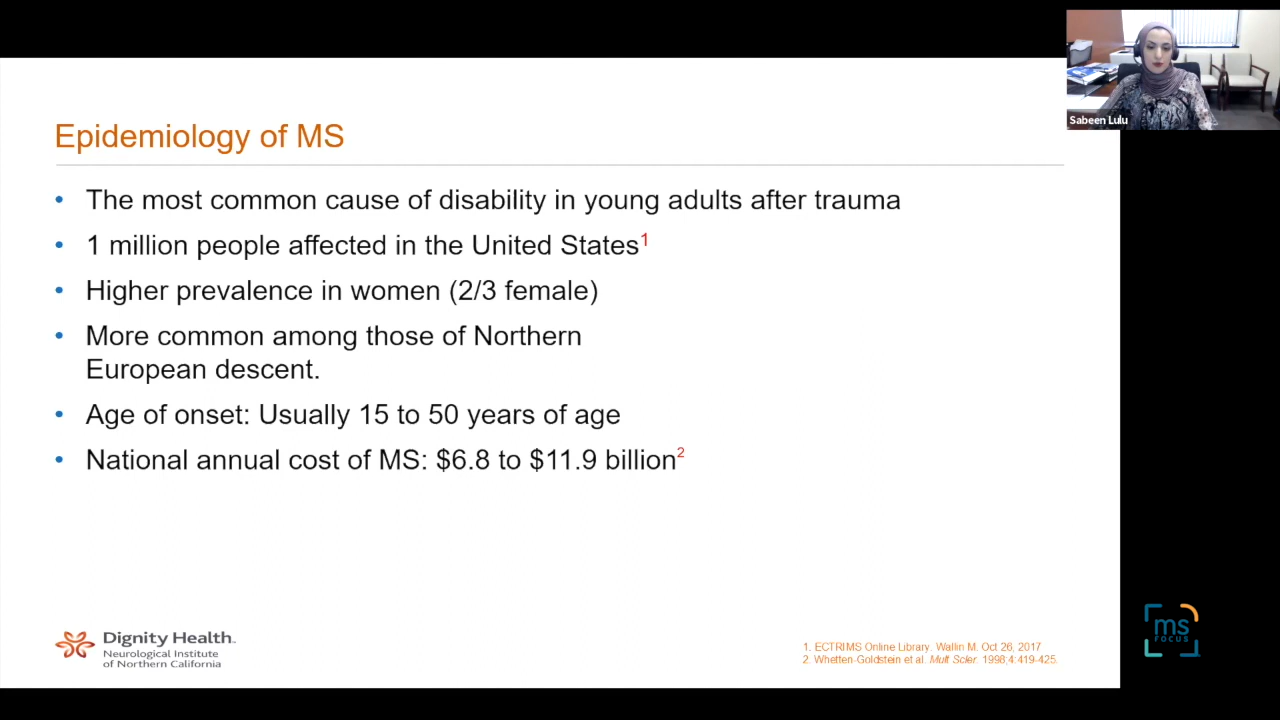 Sabeen Lulu
Epidemiology of MS
• The most common cause of disability in young adults after trauma
• 1 million people affected in the United States1
• Higher prevalence in women (2/3 female)
• More common among those of Northern
European descent.
• Age of onset: Usually 15 to 50 years of age
• National annual cost of MS: $6.8 to $11.9 billion2
Dignity Health
Neurological Institute
of Northern California
1. ECTRIMS Online Library. Wallin M. Oct 26, 2017
2. Whetten-Goldstein et al. Mult Scler. 1998;4:419-425.
ms
FOCUS